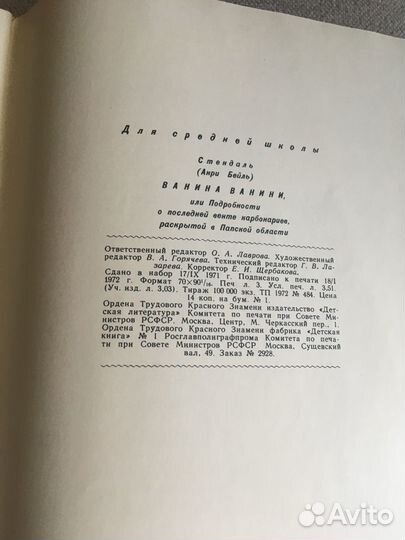 Для средней школы
Стендаль
(Анри Бейль)
ВАНИНА ВАНИНИ,
или Подробности
о последней венте карбонариев,
раскрытой в Папской области
Ответственный редактор О. А. Лаврова. Художественный
редактор В. А. Горячева. Технический редактор Г. В. Ла-
зарева. Корректор Е. И. Щербакова.
Сдано в набор 17/IX 1971 г. Подписано к печати 18/I
1972 г. Формат 70×90¹/₁₆. Печ л. 3. Усл. печ. л. 3,51.
(Уч. изд. л. 3,03). Тираж 100 000 экз. ТП 1972 № 484. Цена
14 коп. на бум. № 1.
Ордена Трудового Красного Знамени издательство «Дет-
ская литература» Комитета по печати при Совете Ми-
нистров РСФСР. Москва, Центр, М. Черкасский пер., 1.
Ордена Трудового Красного Знамени фабрика «Детская
книга» № 1 Росглавполиграфпрома Комитета по печа-
ти при Совете Министров РСФСР Москва, Сущевский
вал, 49. Заказ № 2928.
Avito